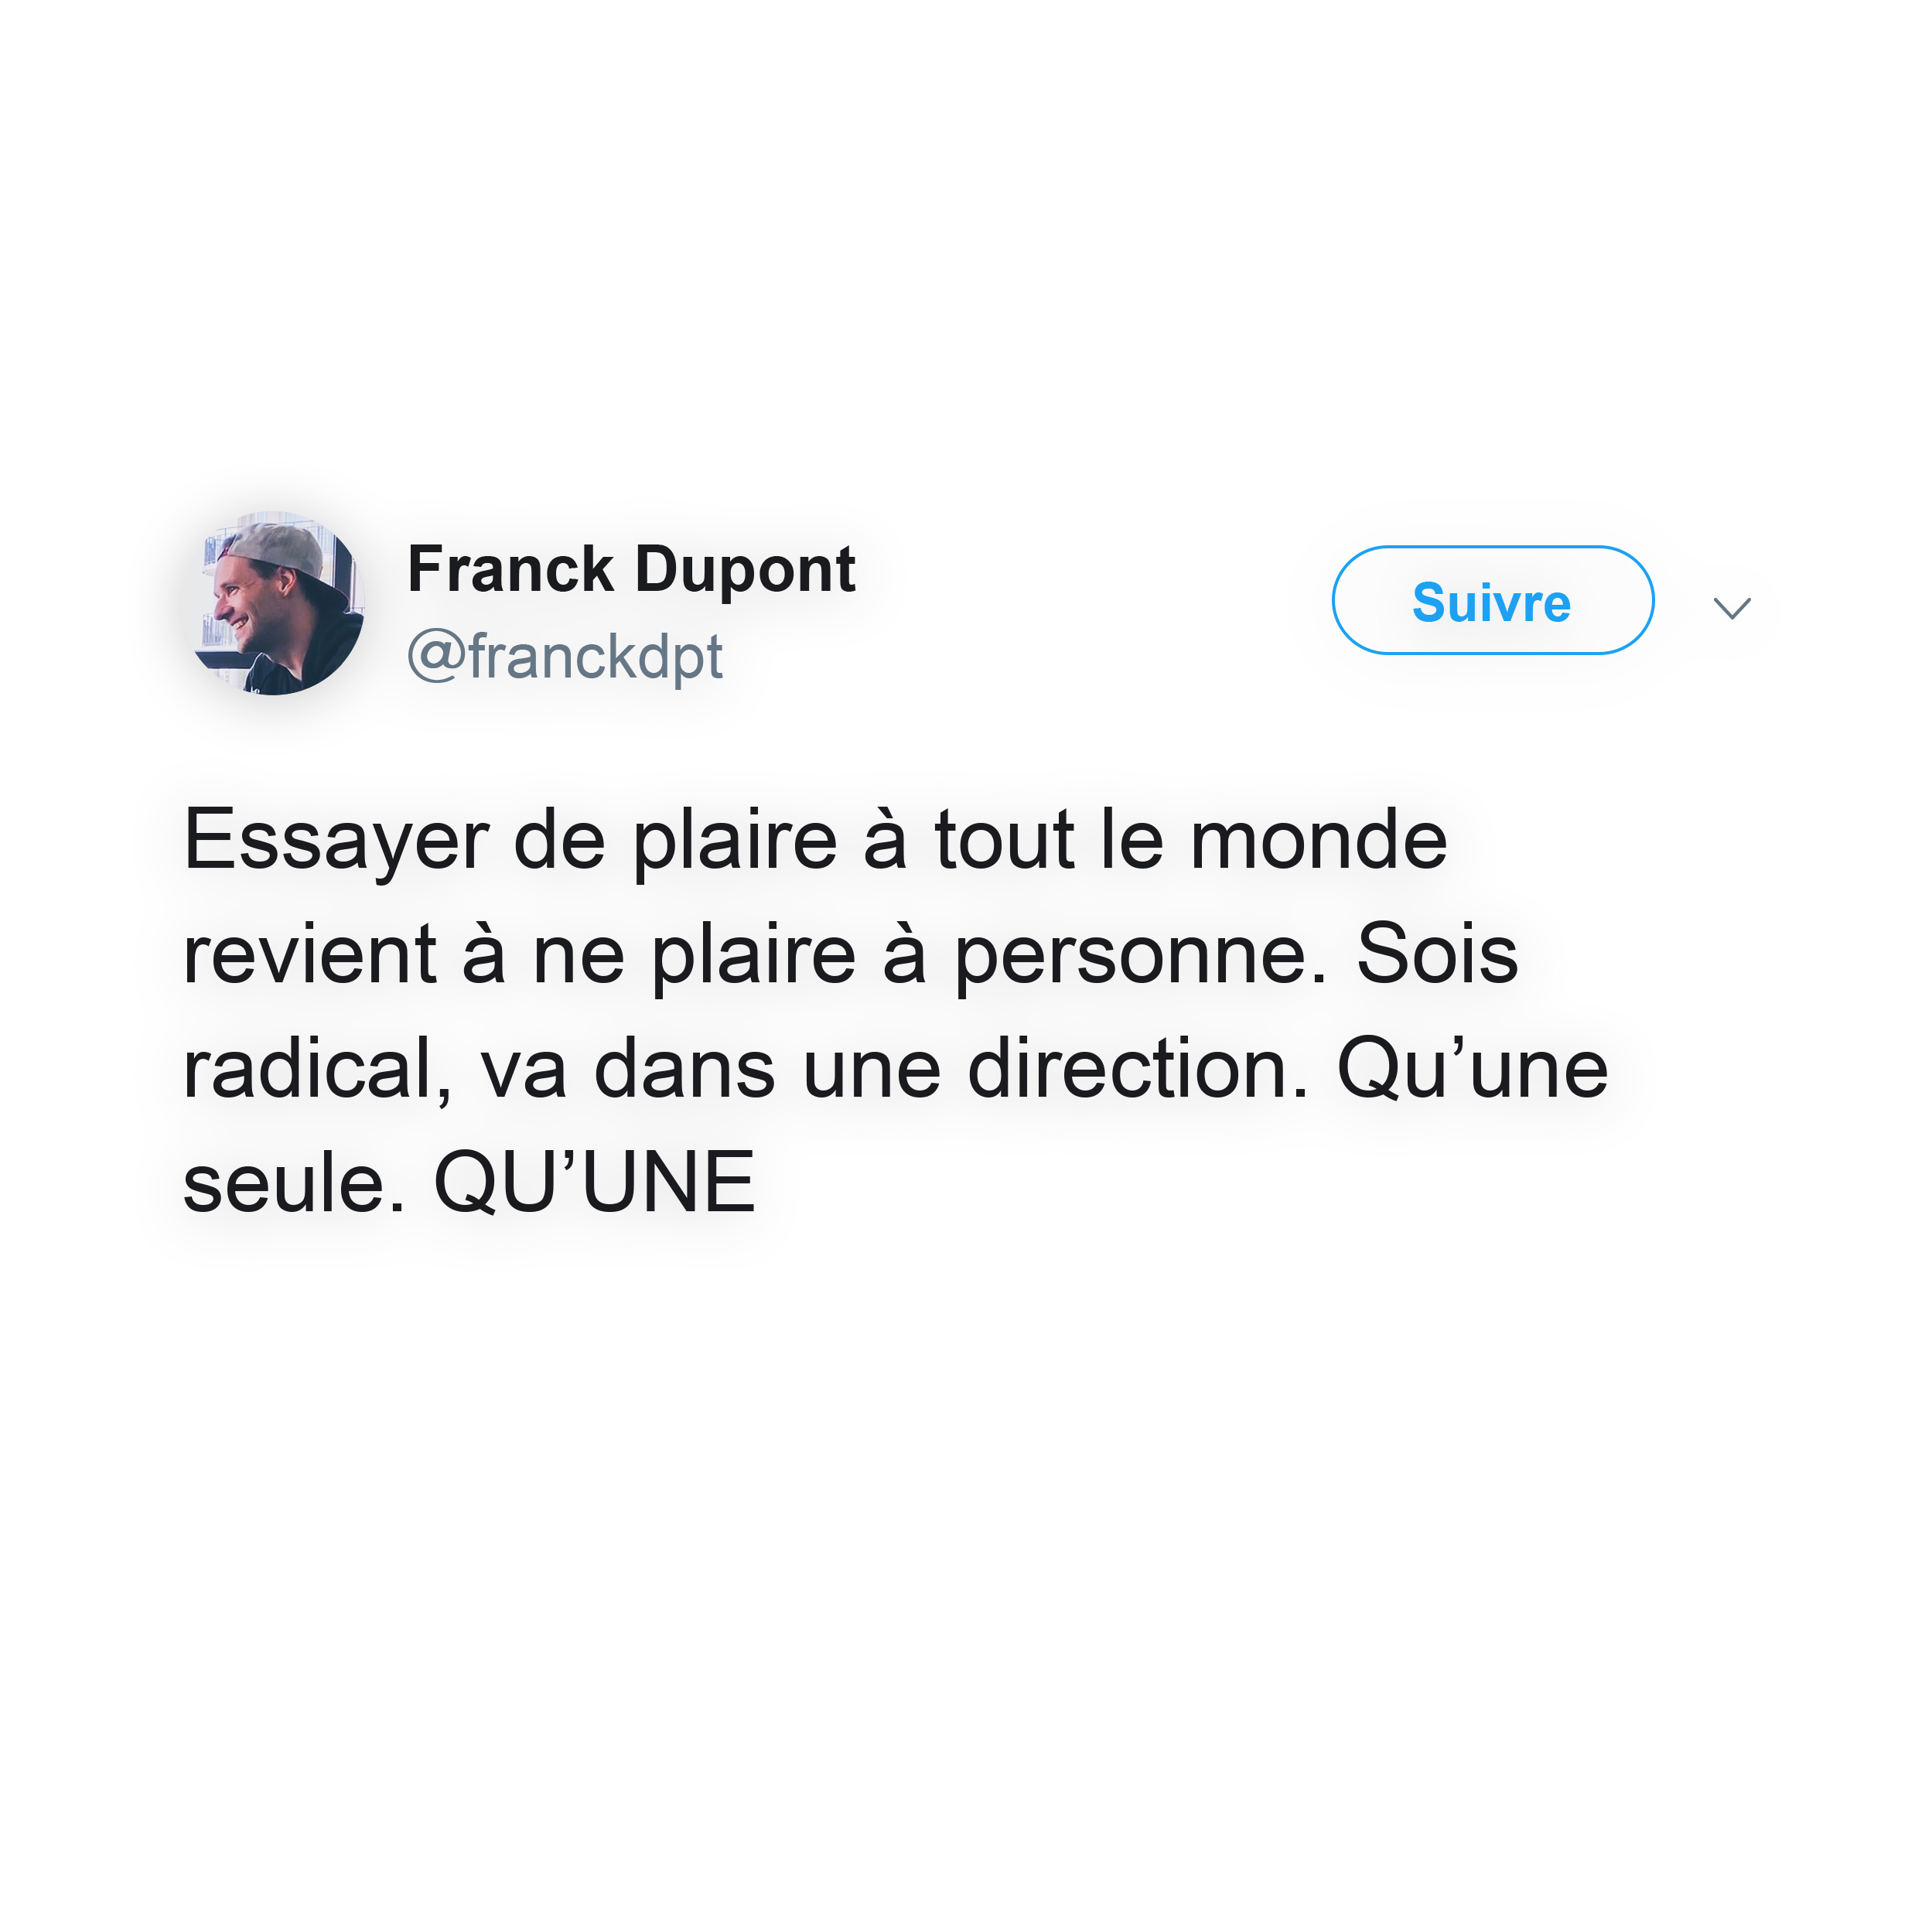 Franck Dupont
@franckdpt
Suivre
Essayer de plaire à tout le monde
revient à ne plaire à personne. Sois
radical, va dans une direction. Qu’une
seule. QU’UNE